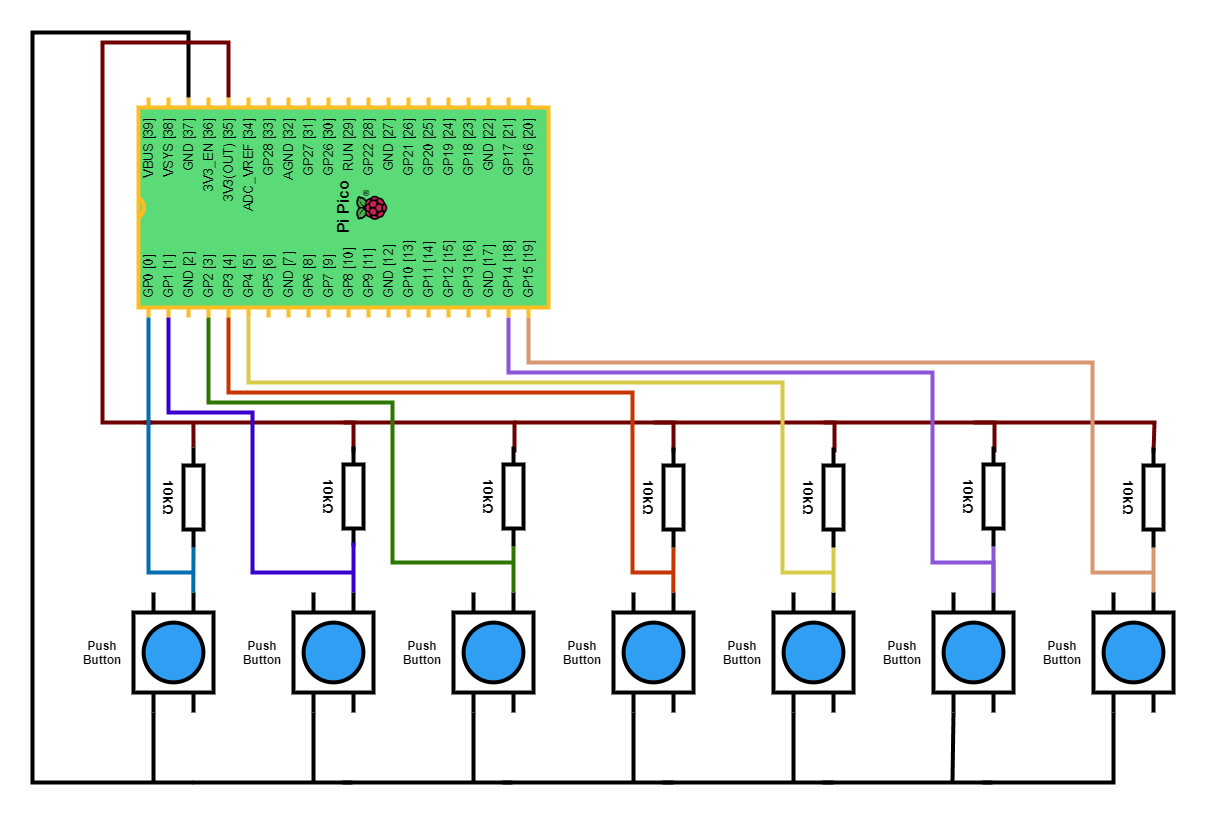 VBUS [39]
VSYS [38]
GND [37]
3V3_EN [36]
3V3(OUT) [35]
ADC_VREF [34]
GP28 [33]
AGND [32]
GP27 [31]
GP26 [30]
RUN [29]
GP22 [28]
GND [27]
GP21 [26]
GP20 [25]
GP19 [24]
GP18 [23]
GND [22]
GP17 [21]
GP16 [20]
Pi Pico
®
GP0 [0]
GP1 [1]
GND [2]
GP2 [3]
GP3 [4]
GP4 [5]
GP5 [6]
GND [7]
GP6 [8]
GP7 [9]
GP8 [10]
GP9 [11]
GND [12]
GP10 [13]
GP11 [14]
GP12 [15]
GP13 [16]
GND [17]
GP14 [18]
GP15 [19]
10kΩ
10kΩ
10kΩ
10kΩ
10kΩ
10kΩ
10kΩ
Push
Button
Push
Button
Push
Button
Push
Button
Push
Button
Push
Button
Push
Button